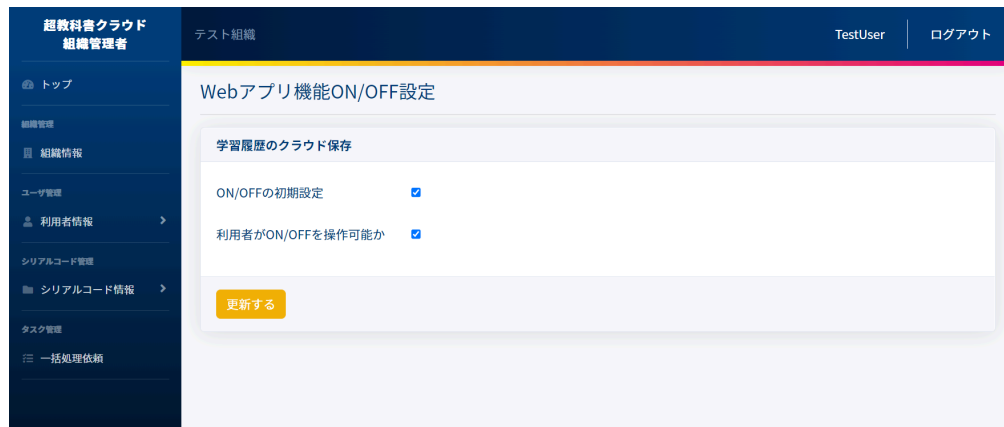 超教科書クラウド
組織管理者
テスト組織
TestUser
ログアウト
トップ
組織管理
組織情報
ユーザ管理
利用者情報
シリアルコード管理
シリアルコード情報
タスク管理
一括処理依頼
Webアプリ機能ON/OFF設定
学習履歴のクラウド保存
ON/OFFの初期設定
利用者がON/OFFを操作可能か
更新する